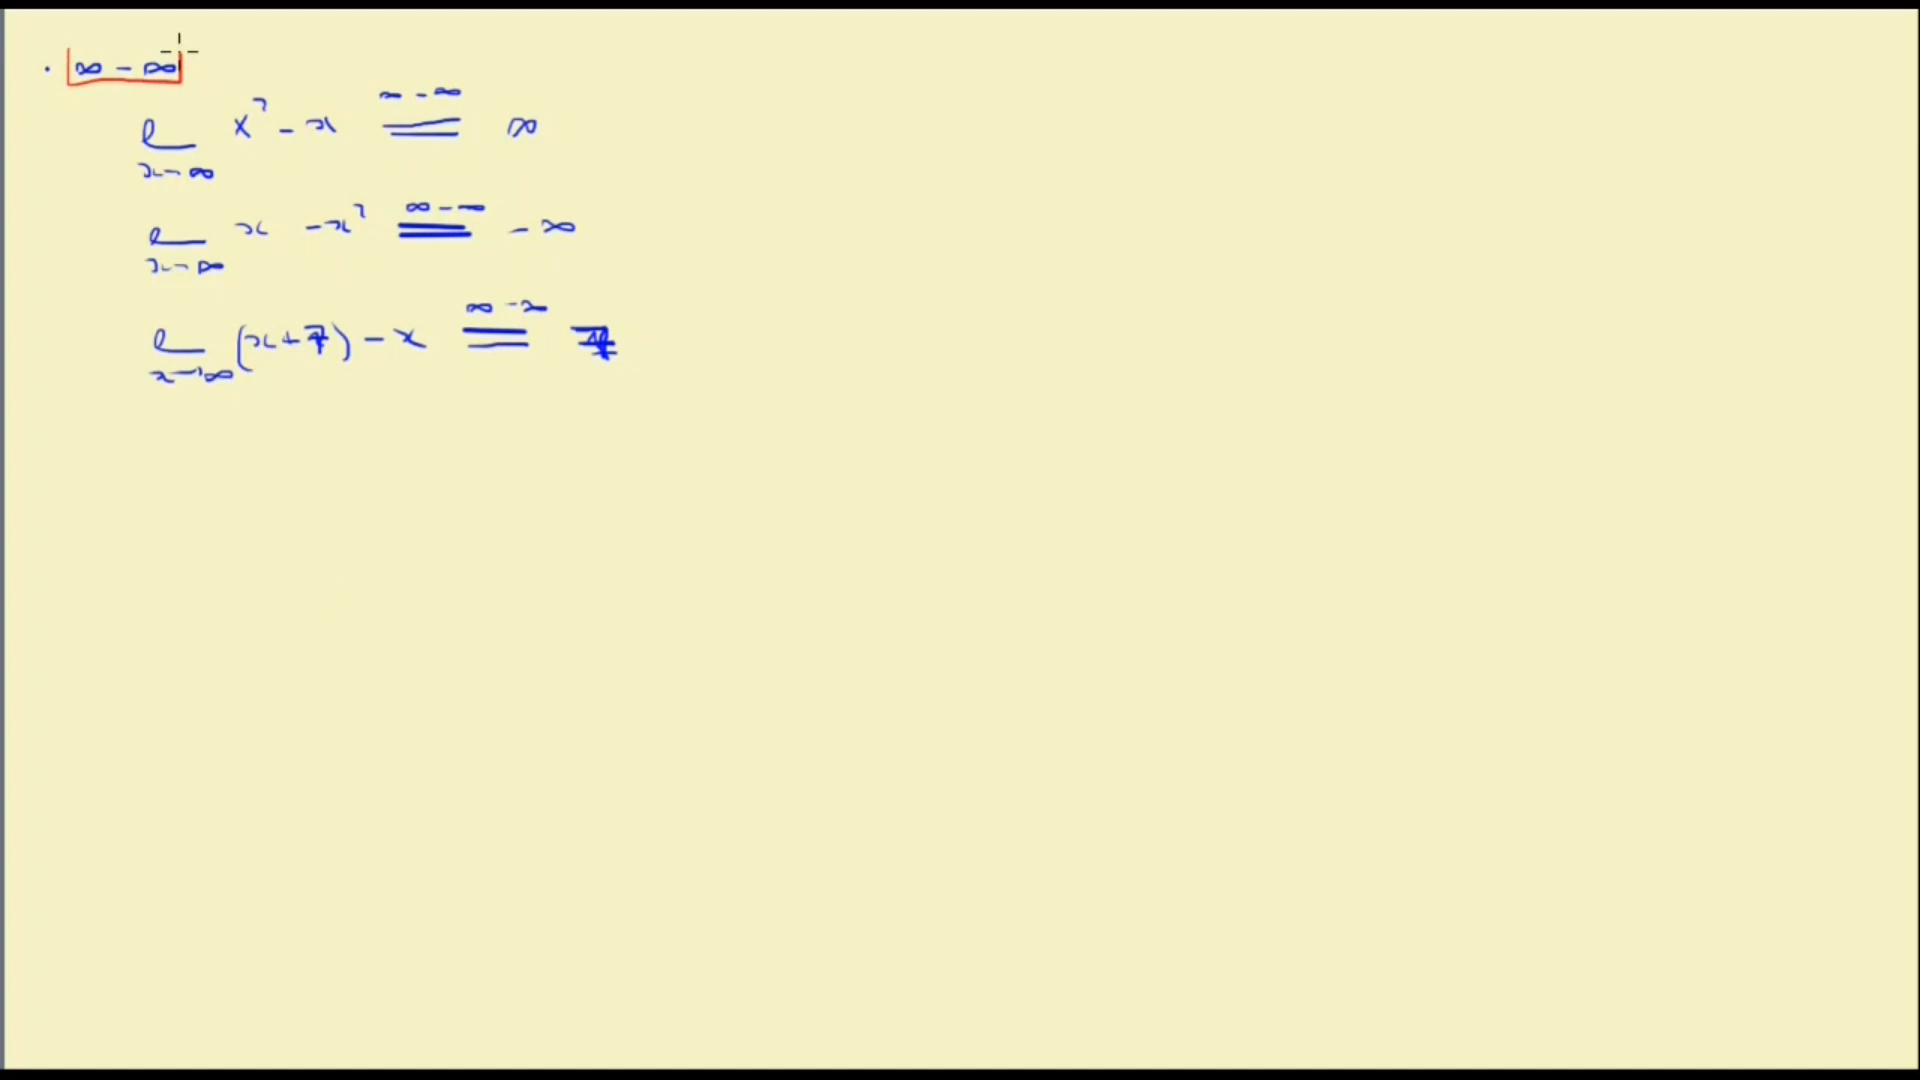 · ∞ - ∞
lim x→∞ x² - x = ∞ - ∞ = ∞
lim x→∞ x - x² = ∞ - ∞ = - ∞
lim x→∞ (x + 7) - x = ∞ - ∞ = 7